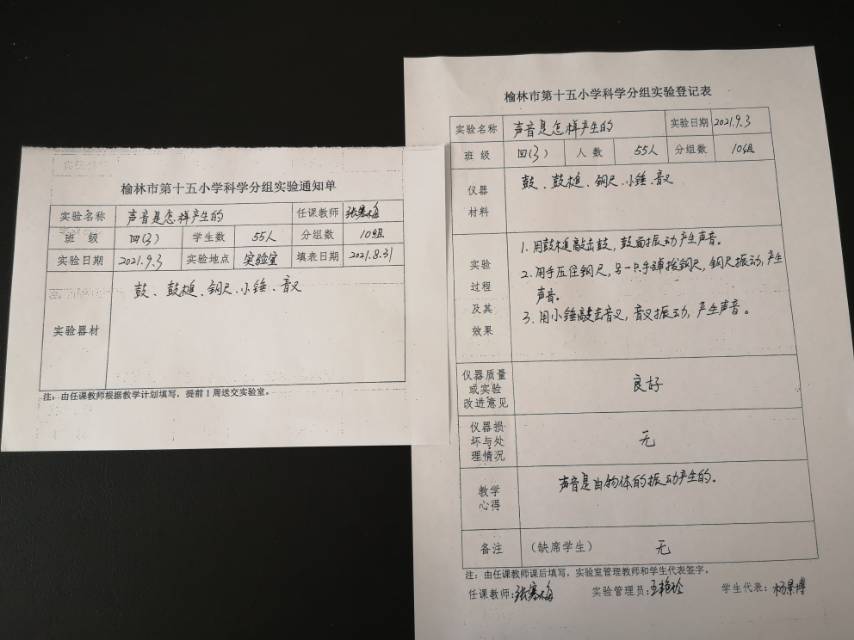 榆林市第十五小学科学分组实验通知单
实验名称 声音是怎样产生的 任课教师
班 级 四(3) 学生数 55人 分组数 10组
实验日期 2021.9.3 实验地点 实验室 填表日期 2021.8.31
实验器材 鼓、鼓槌、钢尺、小锤、音叉
注：由任课教师根据教学计划填写，提前1周送交实验室。
榆林市第十五小学科学分组实验登记表
实验名称 声音是怎样产生的 实验日期 2021.9.3
班 级 四(3) 人 数 55人 分组数 10组
仪器
材料
鼓、鼓槌、钢尺、小锤、音叉
实验
过程
及其
效果
1.用鼓槌敲击鼓，鼓面振动产生声音。
2.用手压住钢尺，另一只手弹拨钢尺，钢尺振动，产生
声音。
3.用小锤敲击音叉，音叉振动，产生声音。
仪器质量
或实验
改进意见
良好
仪器损
坏与处
理情况
无
教学
心得
声音是由物体的振动产生的。
备注 (缺席学生) 无
注：由任课教师课后填写，实验室管理教师和学生代表签字。
任课教师: 实验管理员: 学生代表: